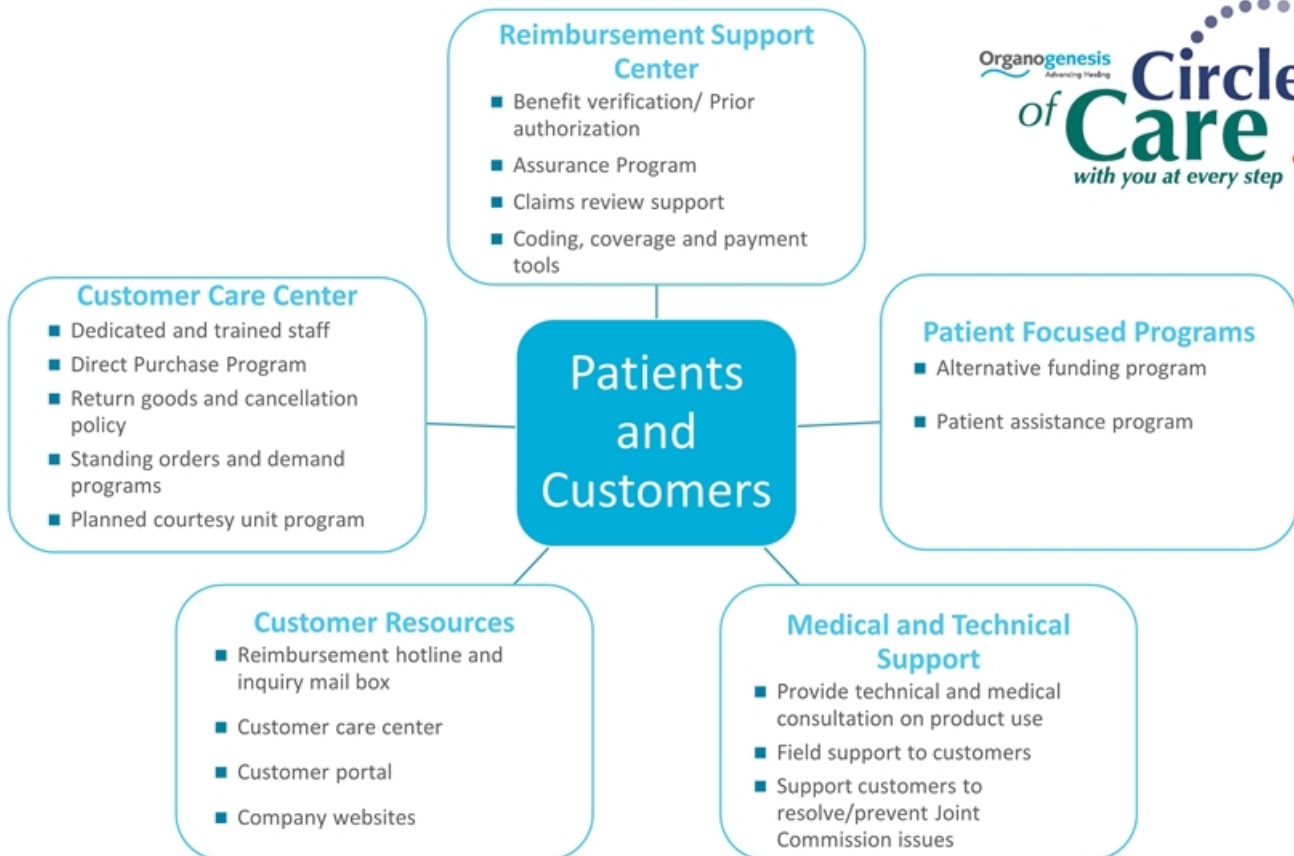 Reimbursement Support
Center
■ Benefit verification/ Prior
authorization
■ Assurance Program
■ Claims review support
■ Coding, coverage and payment
tools
Organogenesis
Advancing Healing
Circle
of Care
with you at every step
Customer Care Center
■ Dedicated and trained staff
■ Direct Purchase Program
■ Return goods and cancellation
policy
■ Standing orders and demand
programs
■ Planned courtesy unit program
Patients
and
Customers
Patient Focused Programs
■ Alternative funding program
■ Patient assistance program
Customer Resources
■ Reimbursement hotline and
inquiry mail box
■ Customer care center
■ Customer portal
■ Company websites
Medical and Technical
Support
■ Provide technical and medical
consultation on product use
■ Field support to customers
■ Support customers to
resolve/prevent Joint
Commission issues